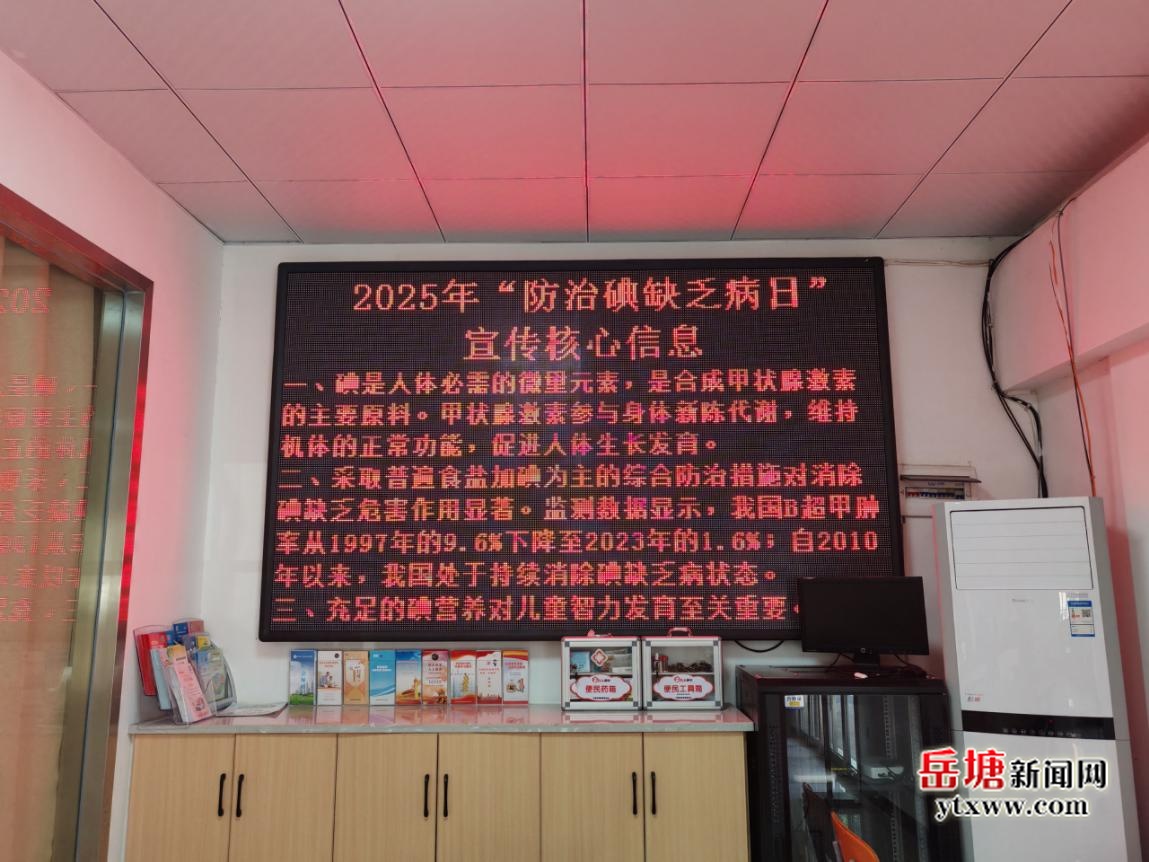 2025年“防治碘缺乏病日”
宣传核心信息
一、碘是人体必需的微量元素，是合成甲状腺激素
的主要原料。甲状腺激素参与身体新陈代谢，维持
机体的正常功能，促进人体生长发育。
二、采取普遍食盐加碘为主的综合防治措施对消除
碘缺乏危害作用显著。监测数据显示，我国B超甲肿
率从1997年的9.6%下降至2023年的1.6%；自2010
年以来，我国处于持续消除碘缺乏病状态。
三、充足的碘营养对儿童智力发育至关重要。
便民药箱
便民工具箱
岳塘新闻网
ytxww.com